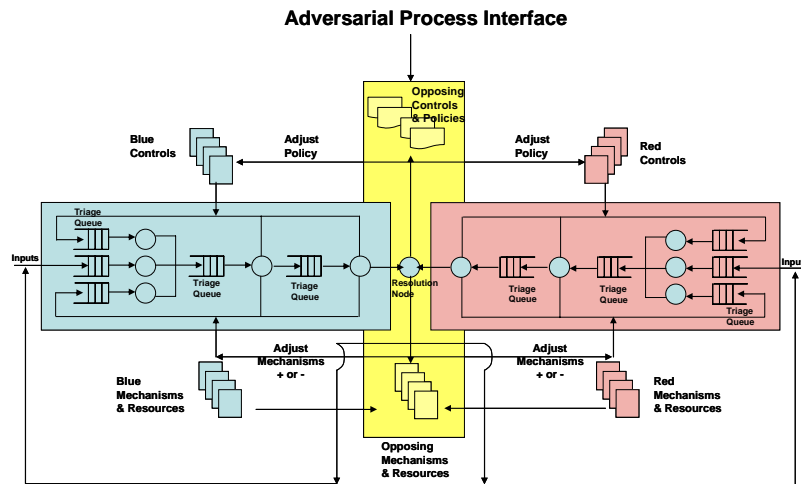 Adversarial Process Interface
Opposing
Controls
& Policies
Blue
Controls
Adjust
Policy
Adjust
Policy
Red
Controls
Triage
Queue
Inputs
Triage
Queue
Triage
Queue
Resolution
Node
Triage
Queue
Triage
Queue
Triage
Queue
Input
Adjust
Mechanisms
+ or -
Adjust
Mechanisms
+ or -
Blue
Mechanisms
& Resources
Red
Mechanisms
& Resources
Opposing
Mechanisms
& Resources